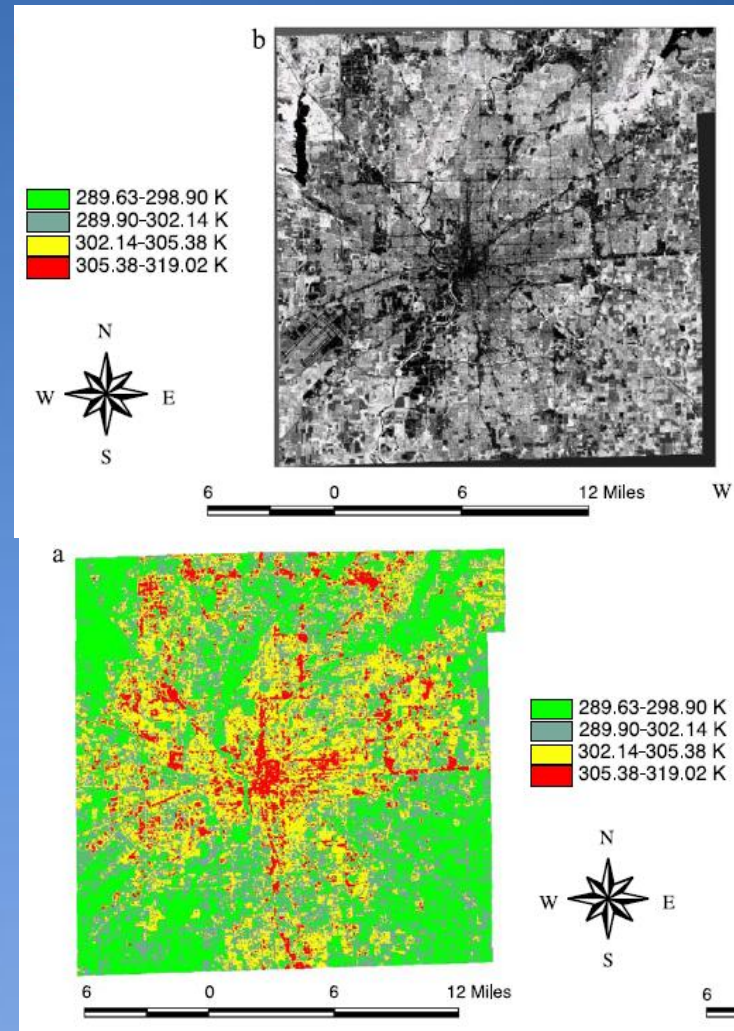 b
289.63-298.90 K
289.90-302.14 K
302.14-305.38 K
305.38-319.02 K
N
W E
S
6 0 6 12 Miles W
a
289.63-298.90 K
289.90-302.14 K
302.14-305.38 K
305.38-319.02 K
N
W E
S
6 0 6 12 Miles 6